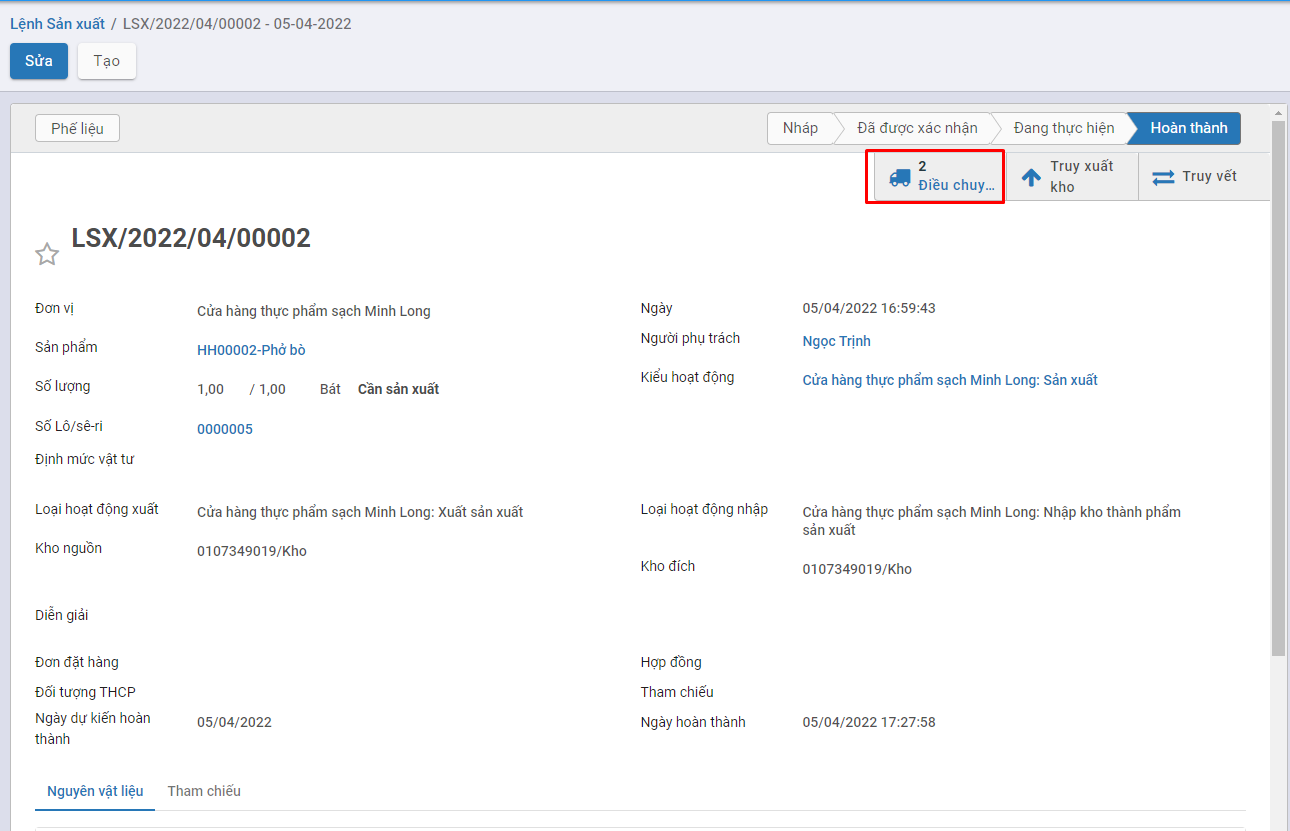 Lệnh Sản xuất / LSX/2022/04/00002 - 05-04-2022
Sửa Tạo
Phế liệu Nháp Đã được xác nhận Đang thực hiện Hoàn thành
2
Điều chuy...
Truy xuất
kho
Truy vết
LSX/2022/04/00002
Đơn vị Cửa hàng thực phẩm sạch Minh Long
Sản phẩm HH00002-Phở bò
Số lượng 1,00 / 1,00 Bát Cần sản xuất
Số Lô/sê-ri 0000005
Định mức vật tư
Ngày 05/04/2022 16:59:43
Người phụ trách Ngọc Trịnh
Kiểu hoạt động Cửa hàng thực phẩm sạch Minh Long: Sản xuất
Loại hoạt động xuất Cửa hàng thực phẩm sạch Minh Long: Xuất sản xuất
Kho nguồn 0107349019/Kho
Loại hoạt động nhập Cửa hàng thực phẩm sạch Minh Long: Nhập kho thành phẩm
sản xuất
Kho đích 0107349019/Kho
Diễn giải
Đơn đặt hàng
Đối tượng THCP
Ngày dự kiến hoàn
thành
05/04/2022
Hợp đồng
Tham chiếu
Ngày hoàn thành 05/04/2022 17:27:58
Nguyên vật liệu Tham chiếu